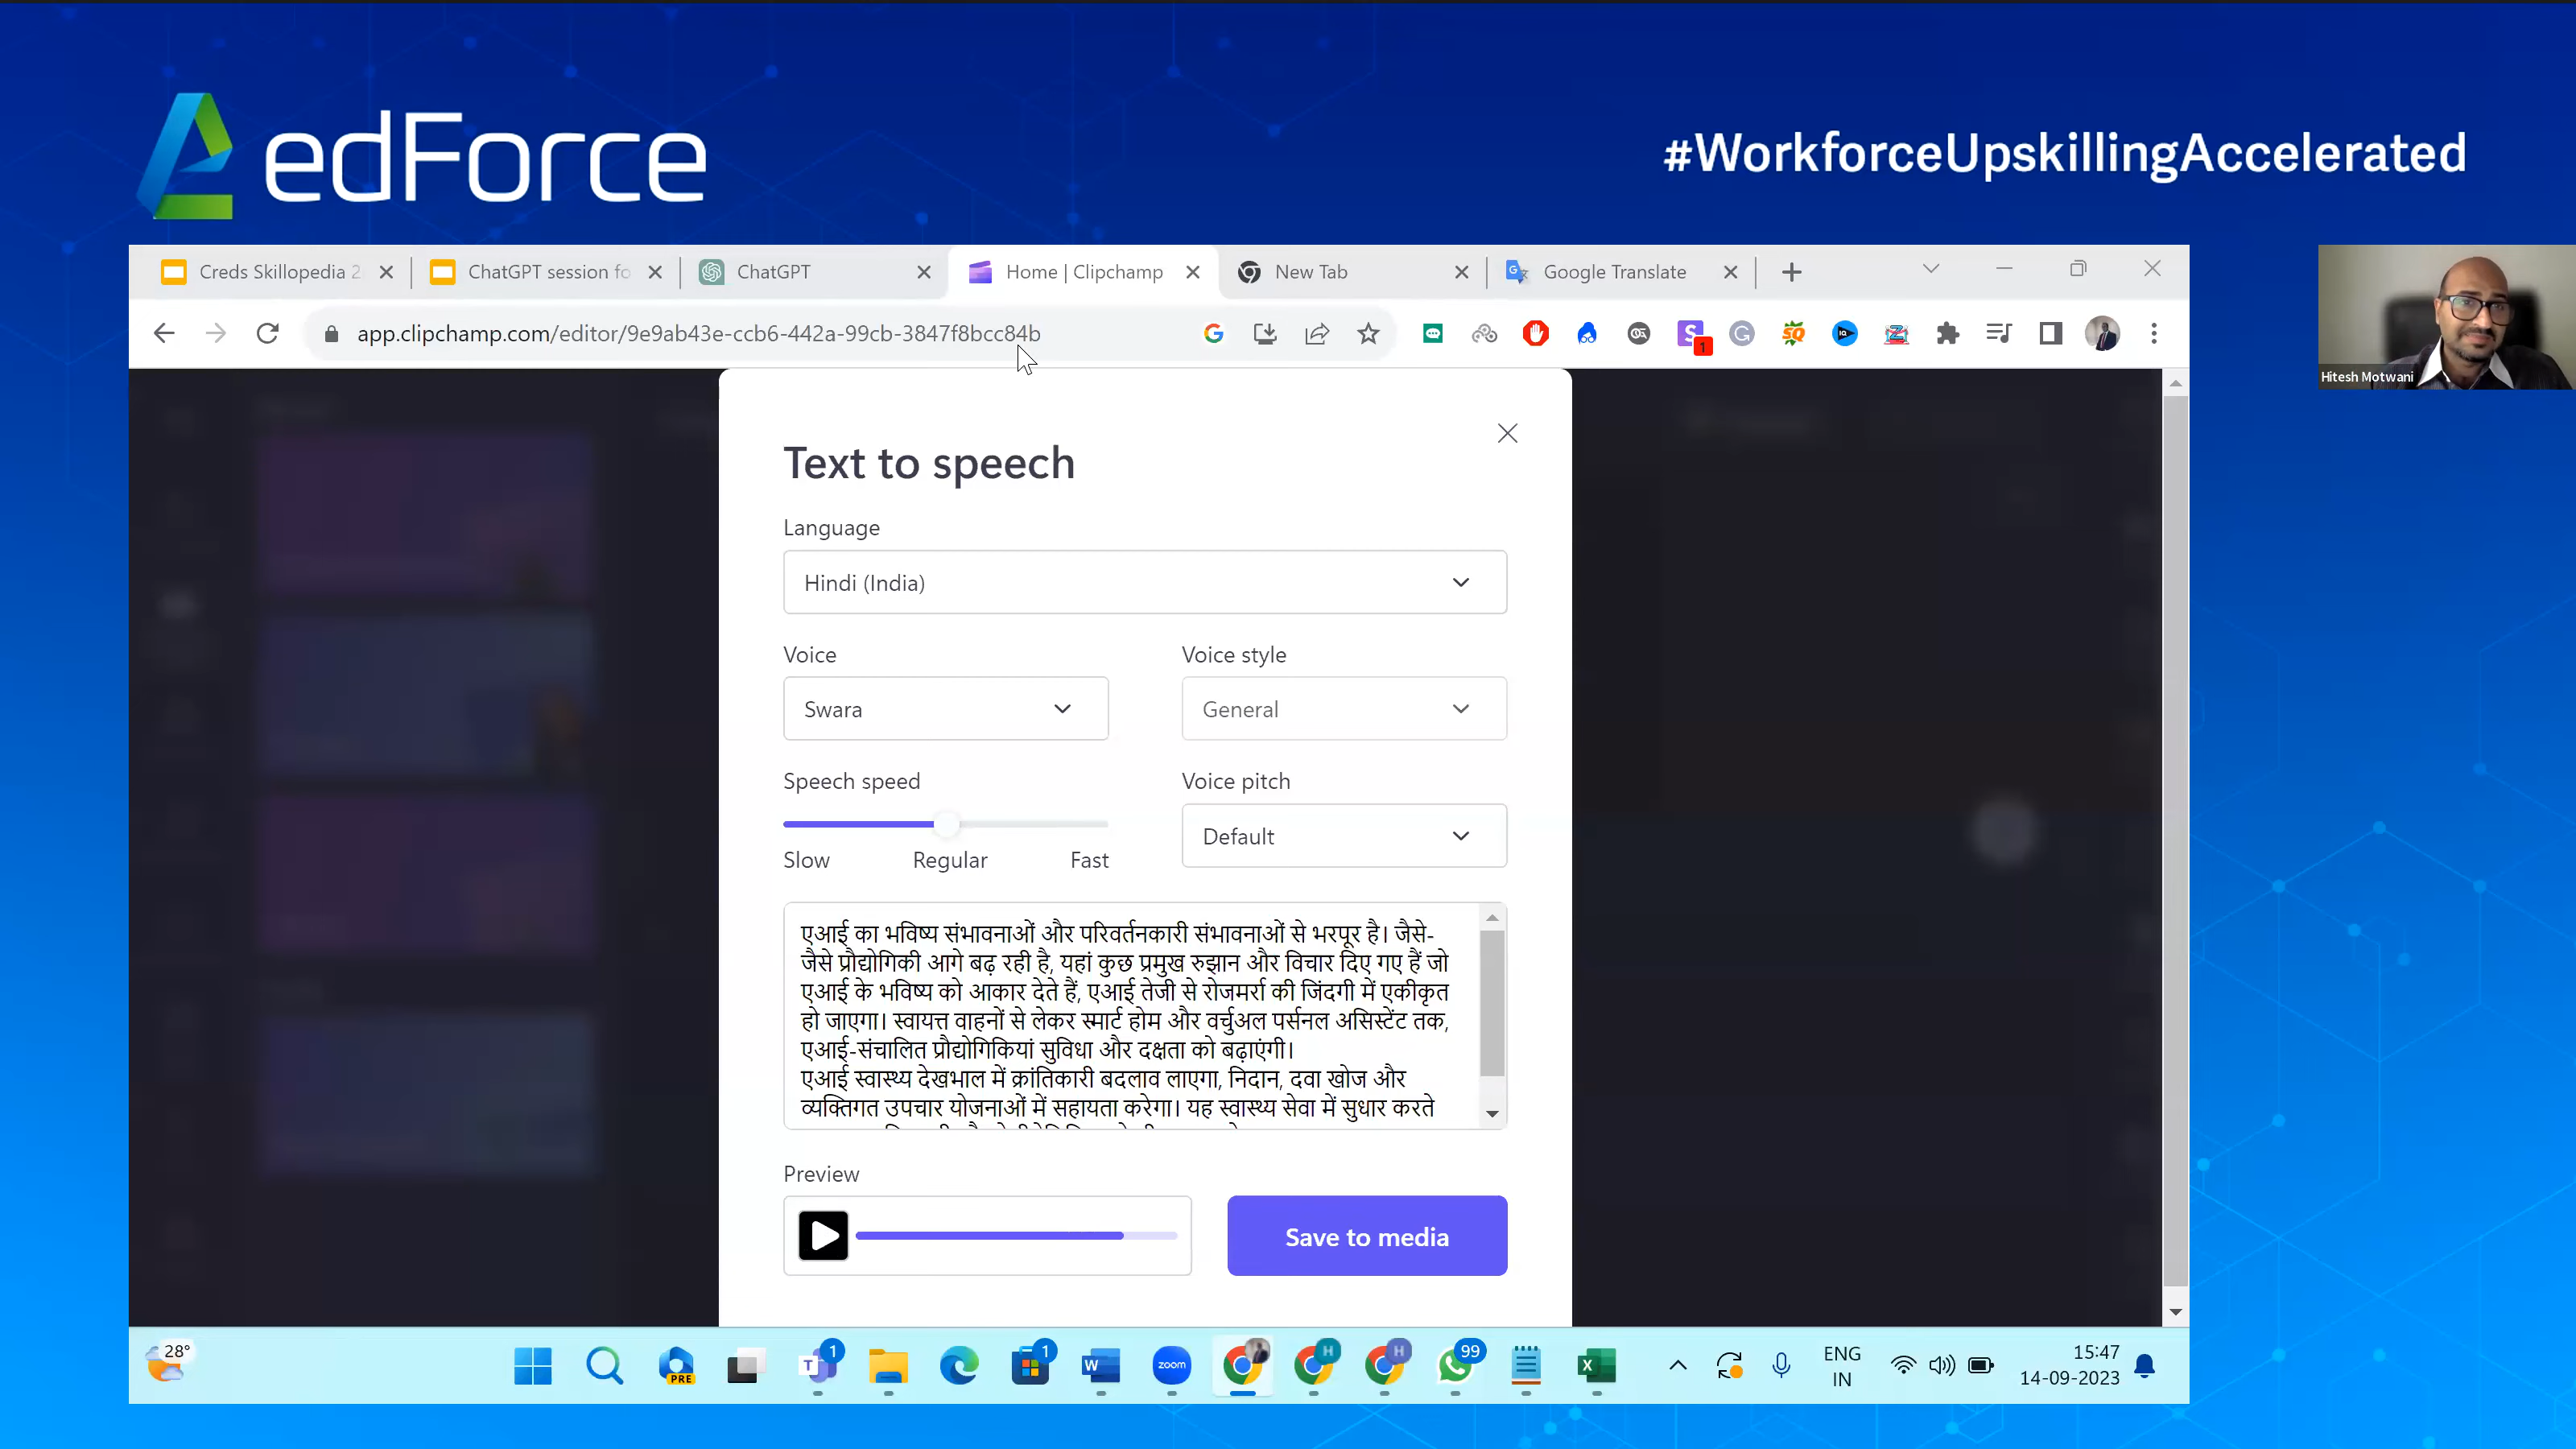 edForce
#WorkforceUpskillingAccelerated
Creds Skillopedia 2
ChatGPT session fo
ChatGPT
Home | Clipchamp
New Tab
Google Translate
app.clipchamp.com/editor/9e9ab43e-ccb6-442a-99cb-3847f8bcc84b
1
Hitesh Motwani
Text to speech
Language
Hindi (India)
Voice
Voice style
Swara
General
Speech speed
Voice pitch
Default
Slow Regular Fast
एआई का भविष्य संभावनाओं और परिवर्तनकारी संभावनाओं से भरपूर है। जैसे-
जैसे प्रौद्योगिकी आगे बढ़ रही है, यहां कुछ प्रमुख रुझान और विचार दिए गए हैं जो
एआई के भविष्य को आकार देते हैं, एआई तेजी से रोजमर्रा की जिंदगी में एकीकृत
हो जाएगा। स्वायत्त वाहनों से लेकर स्मार्ट होम और वर्चुअल पर्सनल असिस्टेंट तक,
एआई-संचालित प्रौद्योगिकियां सुविधा और दक्षता को बढ़ाएंगी।
एआई स्वास्थ्य देखभाल में क्रांतिकारी बदलाव लाएगा, निदान, दवा खोज और
व्यक्तिगत उपचार योजनाओं में सहायता करेगा। यह स्वास्थ्य सेवा में सुधार करते
Preview
Save to media
28°
PRE
1
1
zoom
H
H
99
ENG
IN
15:47
14-09-2023